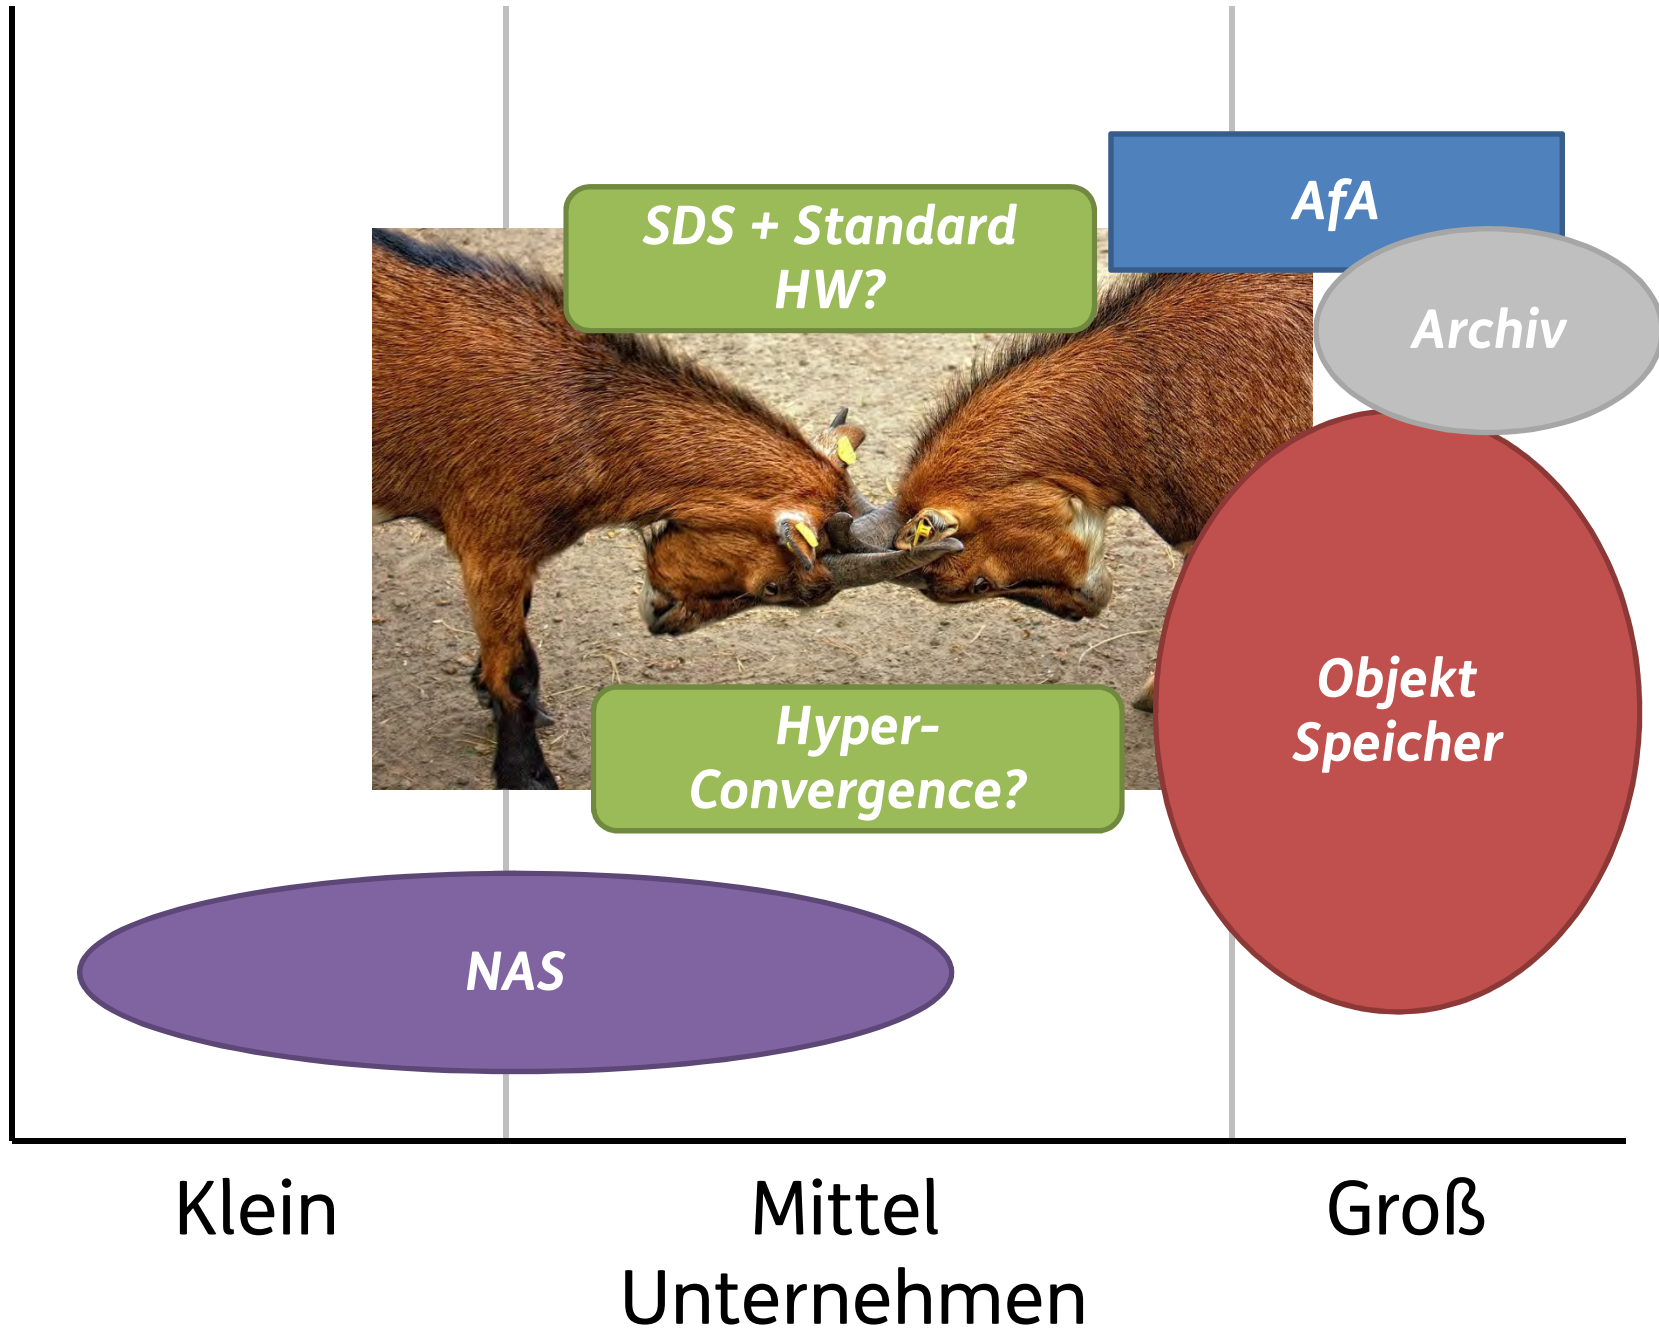 AfA
SDS + Standard
HW?
Archiv
Objekt
Speicher
Hyper-
Convergence?
NAS
Klein
Mittel
Groß
Unternehmen